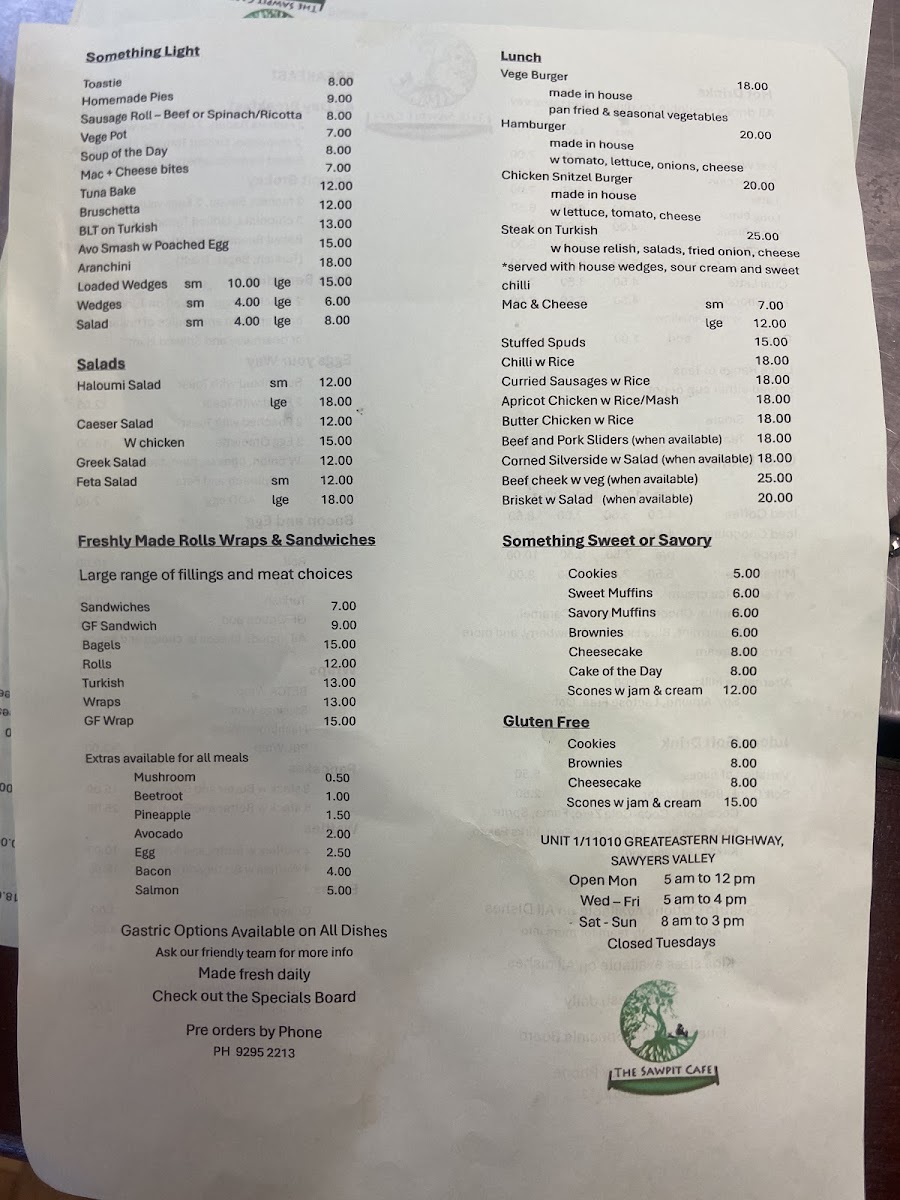 THE SAWPIT
Something Light
Toastie 8.00
Homemade Pies 9.00
Sausage Roll – Beef or Spinach/Ricotta 8.00
Vege Pot 7.00
Soup of the Day 8.00
Mac + Cheese bites 7.00
Tuna Bake 12.00
Bruschetta 12.00
BLT on Turkish 13.00
Avo Smash w Poached Egg 15.00
Aranchini 18.00
Loaded Wedges sm 10.00 lge 15.00
Wedges sm 4.00 lge 6.00
Salad sm 4.00 lge 8.00
Salads
Haloumi Salad sm 12.00
lge 18.00
Caeser Salad 12.00
W chicken 15.00
Greek Salad 12.00
Feta Salad sm 12.00
lge 18.00
Freshly Made Rolls Wraps & Sandwiches
Large range of fillings and meat choices
Sandwiches 7.00
GF Sandwich 9.00
Bagels 15.00
Rolls 12.00
Turkish 13.00
Wraps 13.00
GF Wrap 15.00
Extras available for all meals
Mushroom 0.50
Beetroot 1.00
Pineapple 1.50
Avocado 2.00
Egg 2.50
Bacon 4.00
Salmon 5.00
Gastric Options Available on All Dishes
Ask our friendly team for more info
Made fresh daily
Check out the Specials Board
Pre orders by Phone
PH 9295 2213
Lunch
Vege Burger 18.00
made in house
pan fried & seasonal vegetables
Hamburger 20.00
made in house
w tomato, lettuce, onions, cheese
Chicken Snitzel Burger 20.00
made in house
w lettuce, tomato, cheese
Steak on Turkish 25.00
w house relish, salads, fried onion, cheese
*served with house wedges, sour cream and sweet
chilli
Mac & Cheese sm 7.00
lge 12.00
Stuffed Spuds 15.00
Chilli w Rice 18.00
Curried Sausages w Rice 18.00
Apricot Chicken w Rice/Mash 18.00
Butter Chicken w Rice 18.00
Beef and Pork Sliders (when available) 18.00
Corned Silverside w Salad (when available) 18.00
Beef cheek w veg (when available) 25.00
Brisket w Salad (when available) 20.00
Something Sweet or Savory
Cookies 5.00
Sweet Muffins 6.00
Savory Muffins 6.00
Brownies 6.00
Cheesecake 8.00
Cake of the Day 8.00
Scones w jam & cream 12.00
Gluten Free
Cookies 6.00
Brownies 8.00
Cheesecake 8.00
Scones w jam & cream 15.00
UNIT 1/11010 GREATEASTERN HIGHWAY,
SAWYERS VALLEY
Open Mon 5 am to 12 pm
Wed – Fri 5 am to 4 pm
Sat - Sun 8 am to 3 pm
Closed Tuesdays
THE SAWPIT CAFE